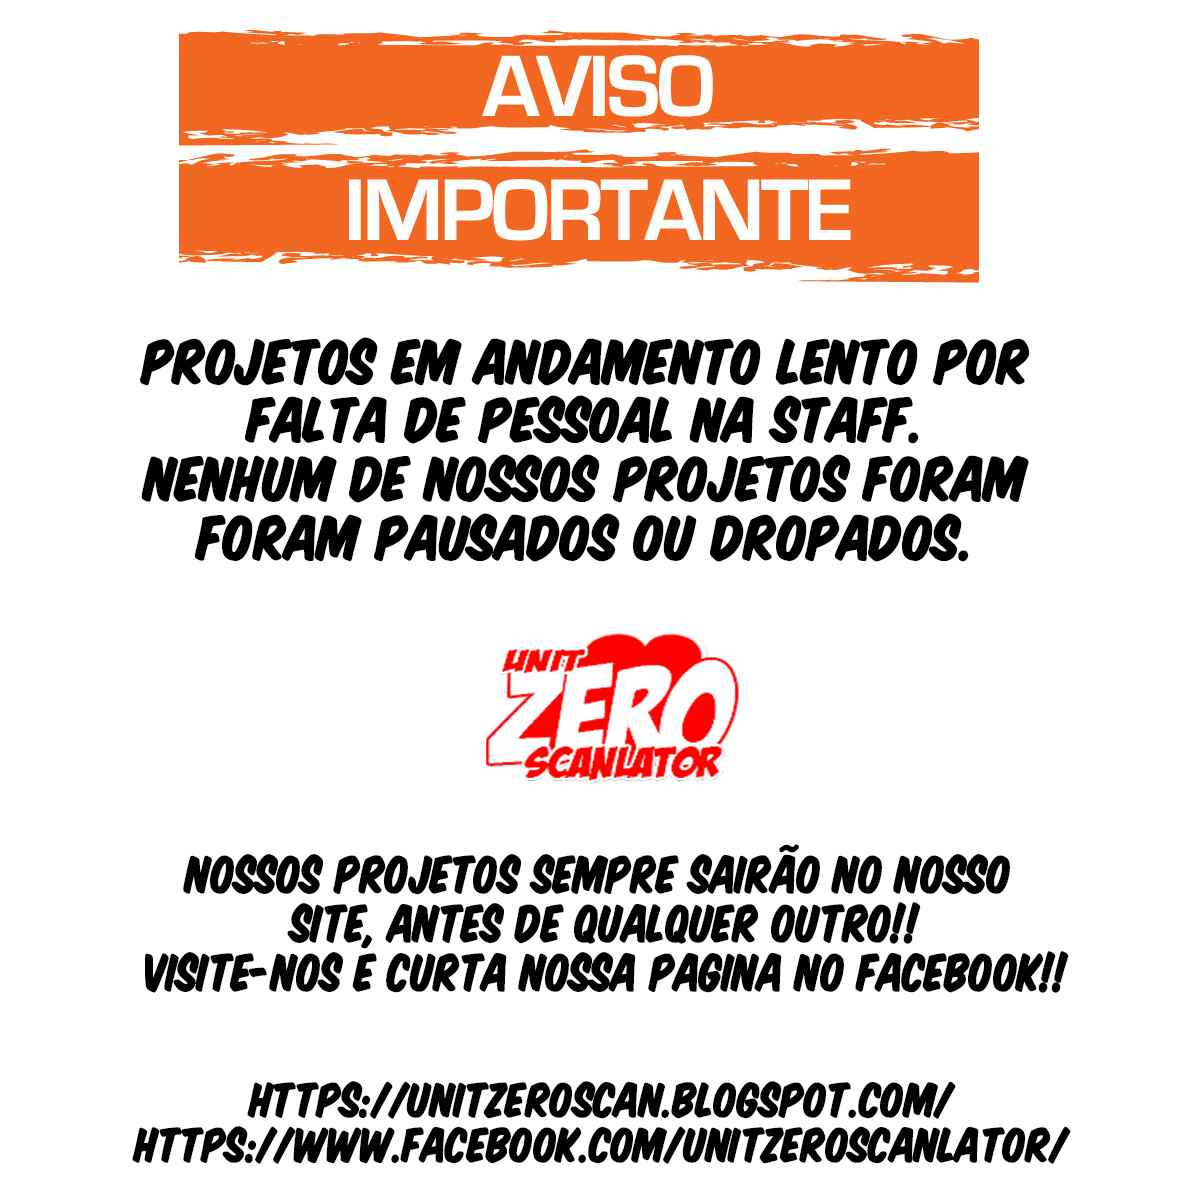 AVISO
IMPORTANTE
PROJETOS EM ANDAMENTO LENTO POR
FALTA DE PESSOAL NA STAFF.
NENHUM DE NOSSOS PROJETOS FORAM
FORAM PAUSADOS OU DROPADOS.
UNIT
ZERO
SCANLATOR
NOSSOS PROJETOS SEMPRE SAIRÃO NO NOSSO
SITE, ANTES DE QUALQUER OUTRO!!
VISITE-NOS E CURTA NOSSA PAGINA NO FACEBOOK!!
HTTPS://UNITZEROSCAN.BLOGSPOT.COM/
HTTPS://WWW.FACEBOOK.COM/UNITZEROSCANLATOR/